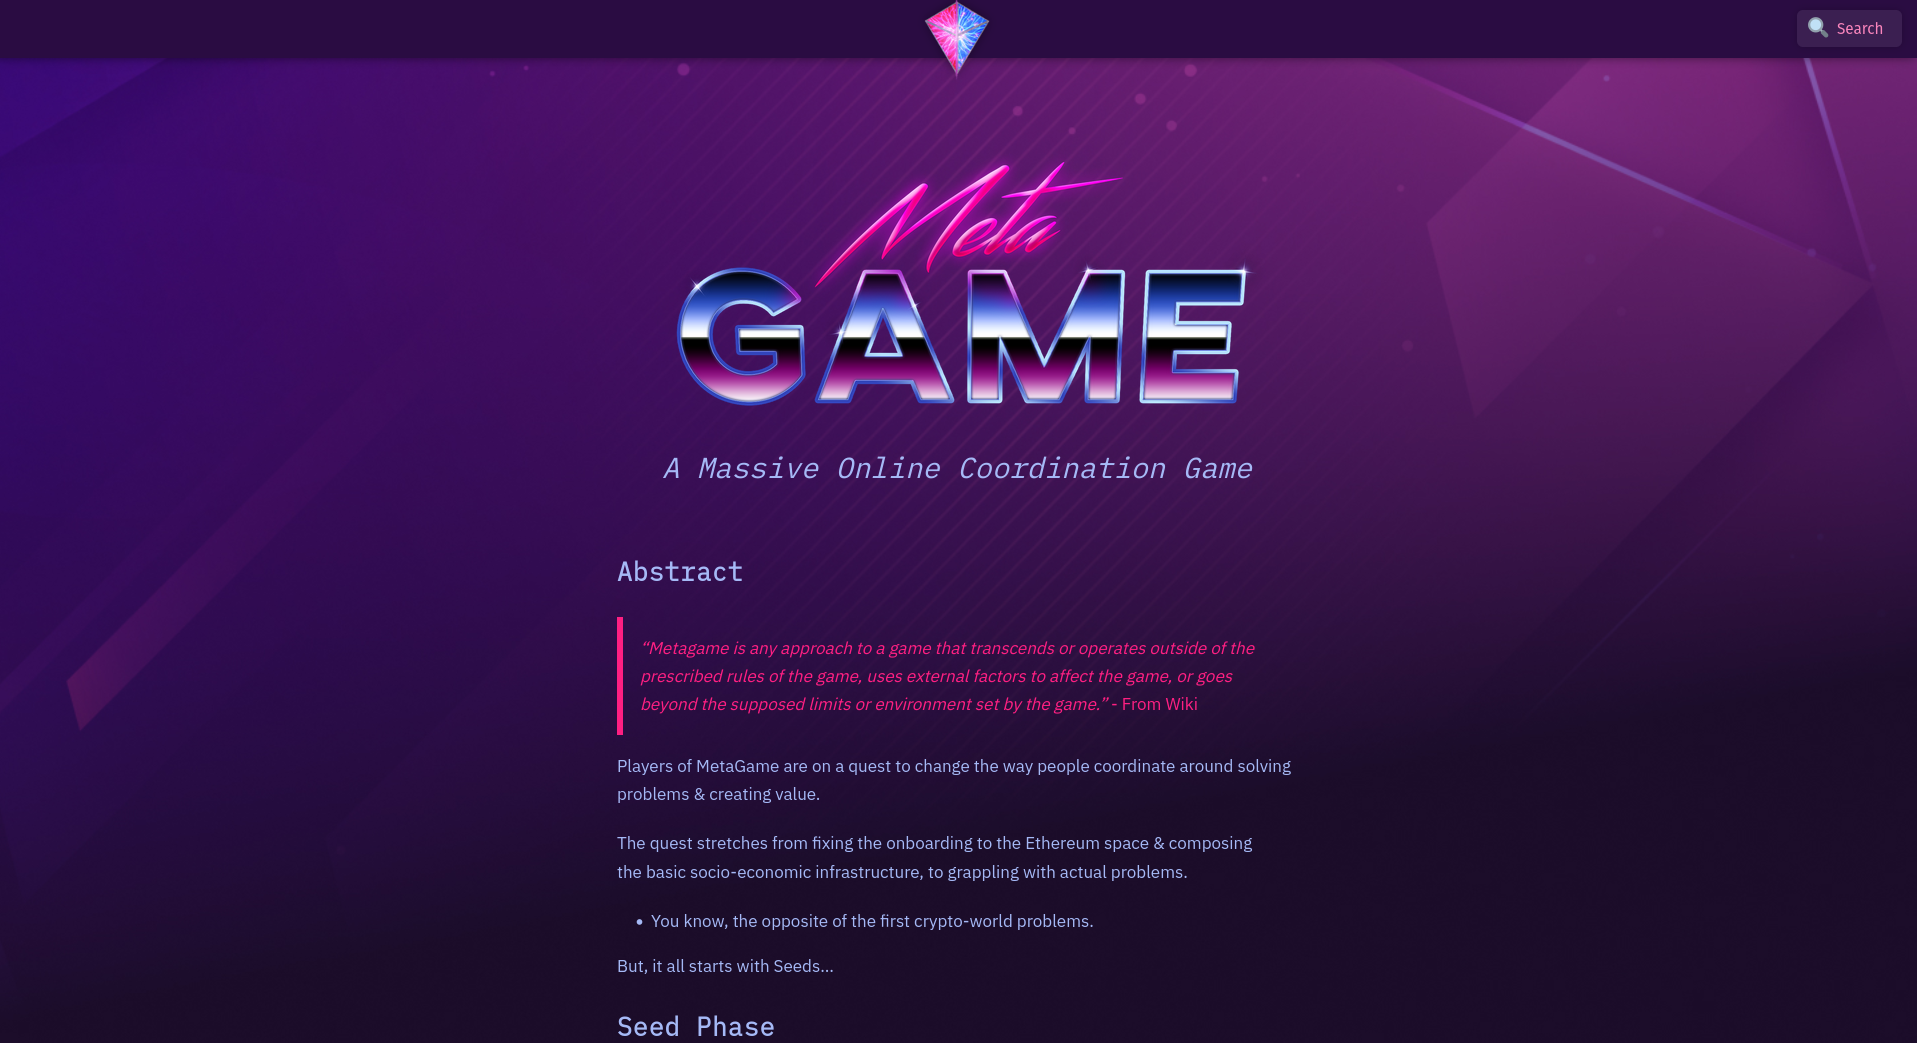 Search
Meta
GAME
A Massive Online Coordination Game
Abstract
“Metagame is any approach to a game that transcends or operates outside of the
prescribed rules of the game, uses external factors to affect the game, or goes
beyond the supposed limits or environment set by the game.” - From Wiki
Players of MetaGame are on a quest to change the way people coordinate around solving
problems & creating value.
The quest stretches from fixing the onboarding to the Ethereum space & composing
the basic socio-economic infrastructure, to grappling with actual problems.
• You know, the opposite of the first crypto-world problems.
But, it all starts with Seeds...
Seed Phase